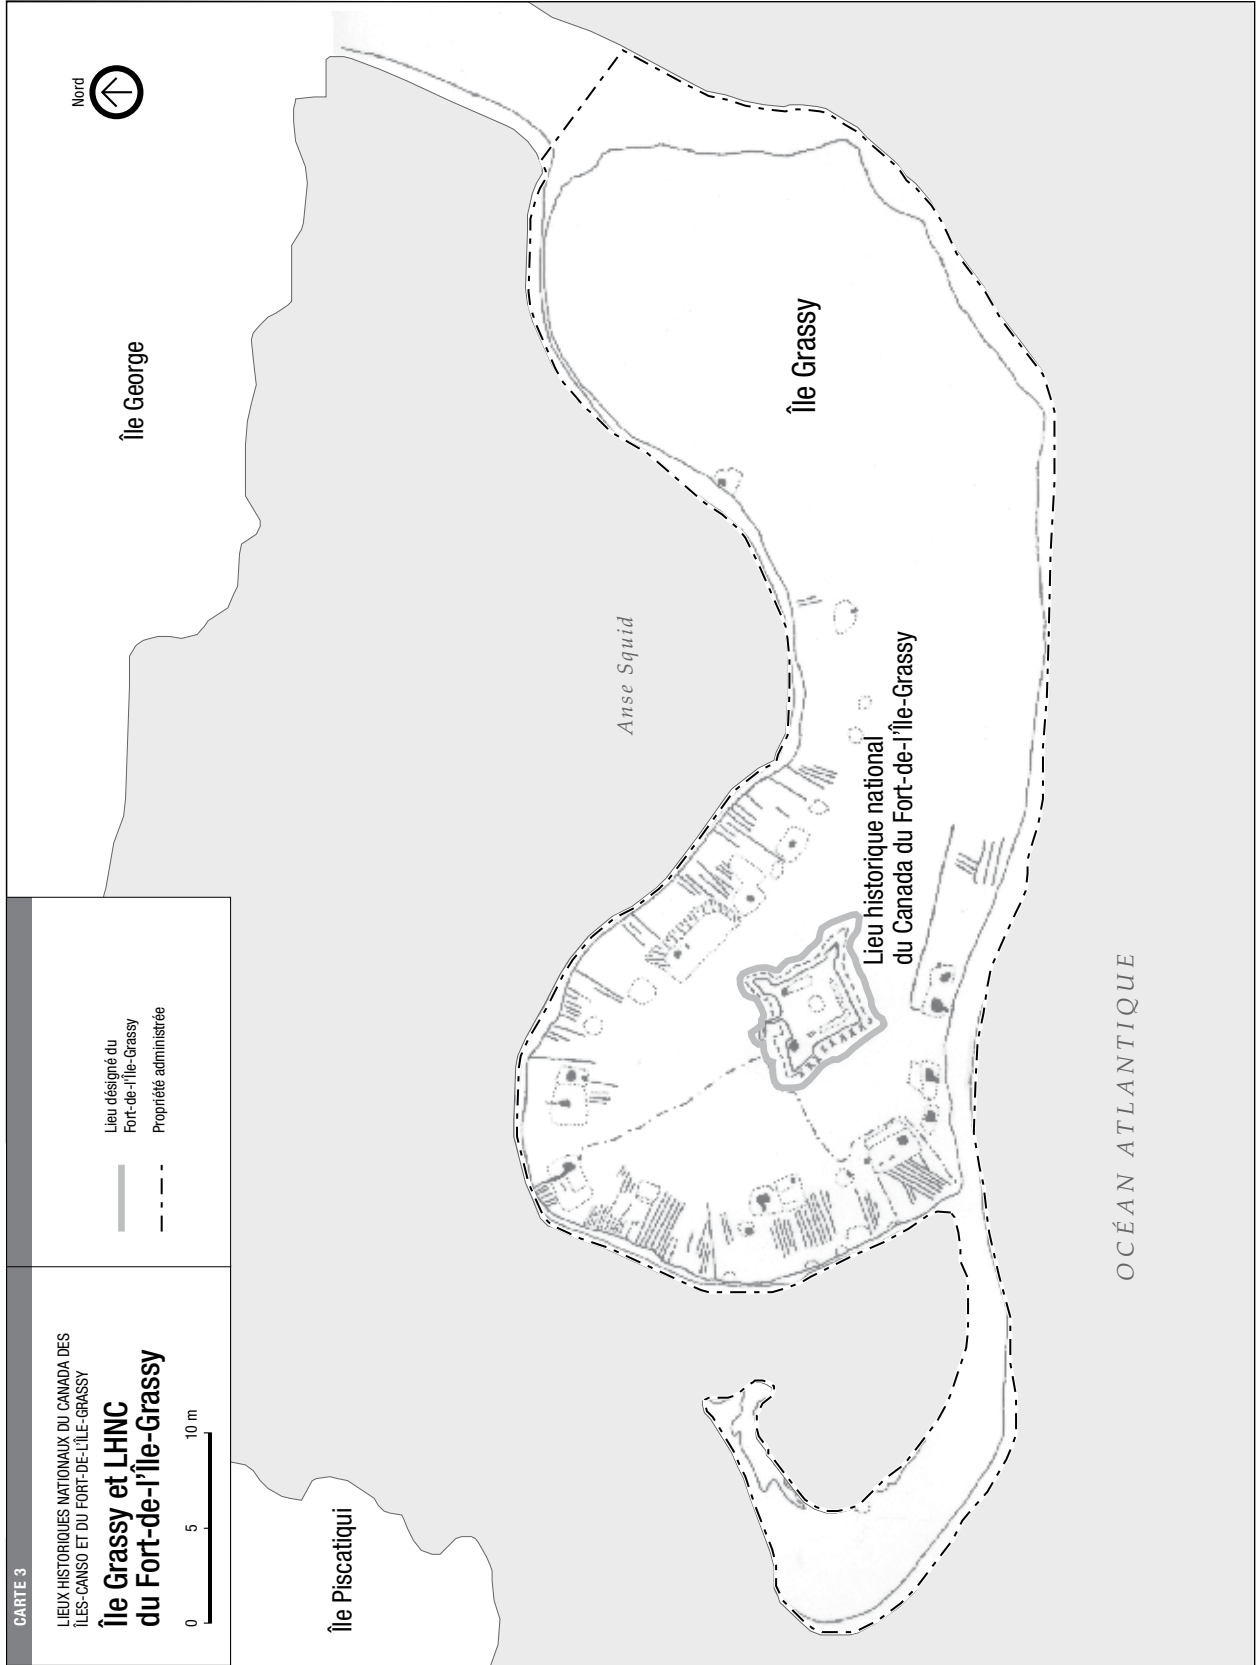 CARTE 3
LIEUX HISTORIQUES NATIONAUX DU CANADA DES
ÎLES-CANSO ET DU FORT-DE-L'ÎLE-GRASSY
Île Grassy et LHNC
du Fort-de-l'Île-Grassy
0 5 10 m
Lieu désigné du
Fort-de-l'Île-Grassy
Propriété administrée
Nord
Île George
Île Piscatiqui
Anse Squid
Île Grassy
Lieu historique national
du Canada du Fort-de-l'Île-Grassy
OCÉAN ATLANTIQUE